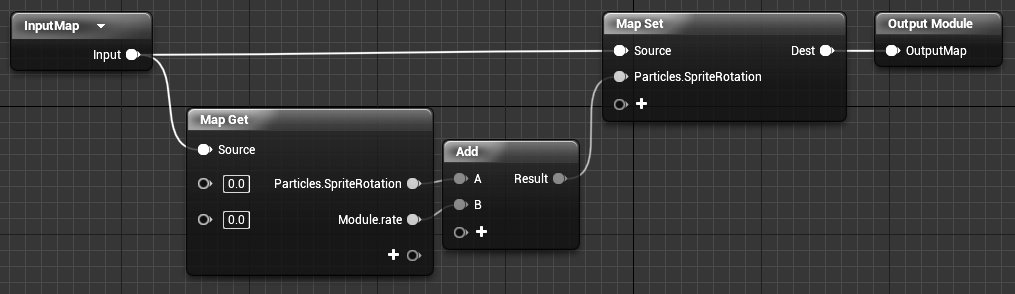 InputMap
Input
Map Get
Source
0.0 Particles.SpriteRotation
0.0 Module.rate
Add
A Result
B
Map Set
Source Dest
Particles.SpriteRotation
Output Module
OutputMap